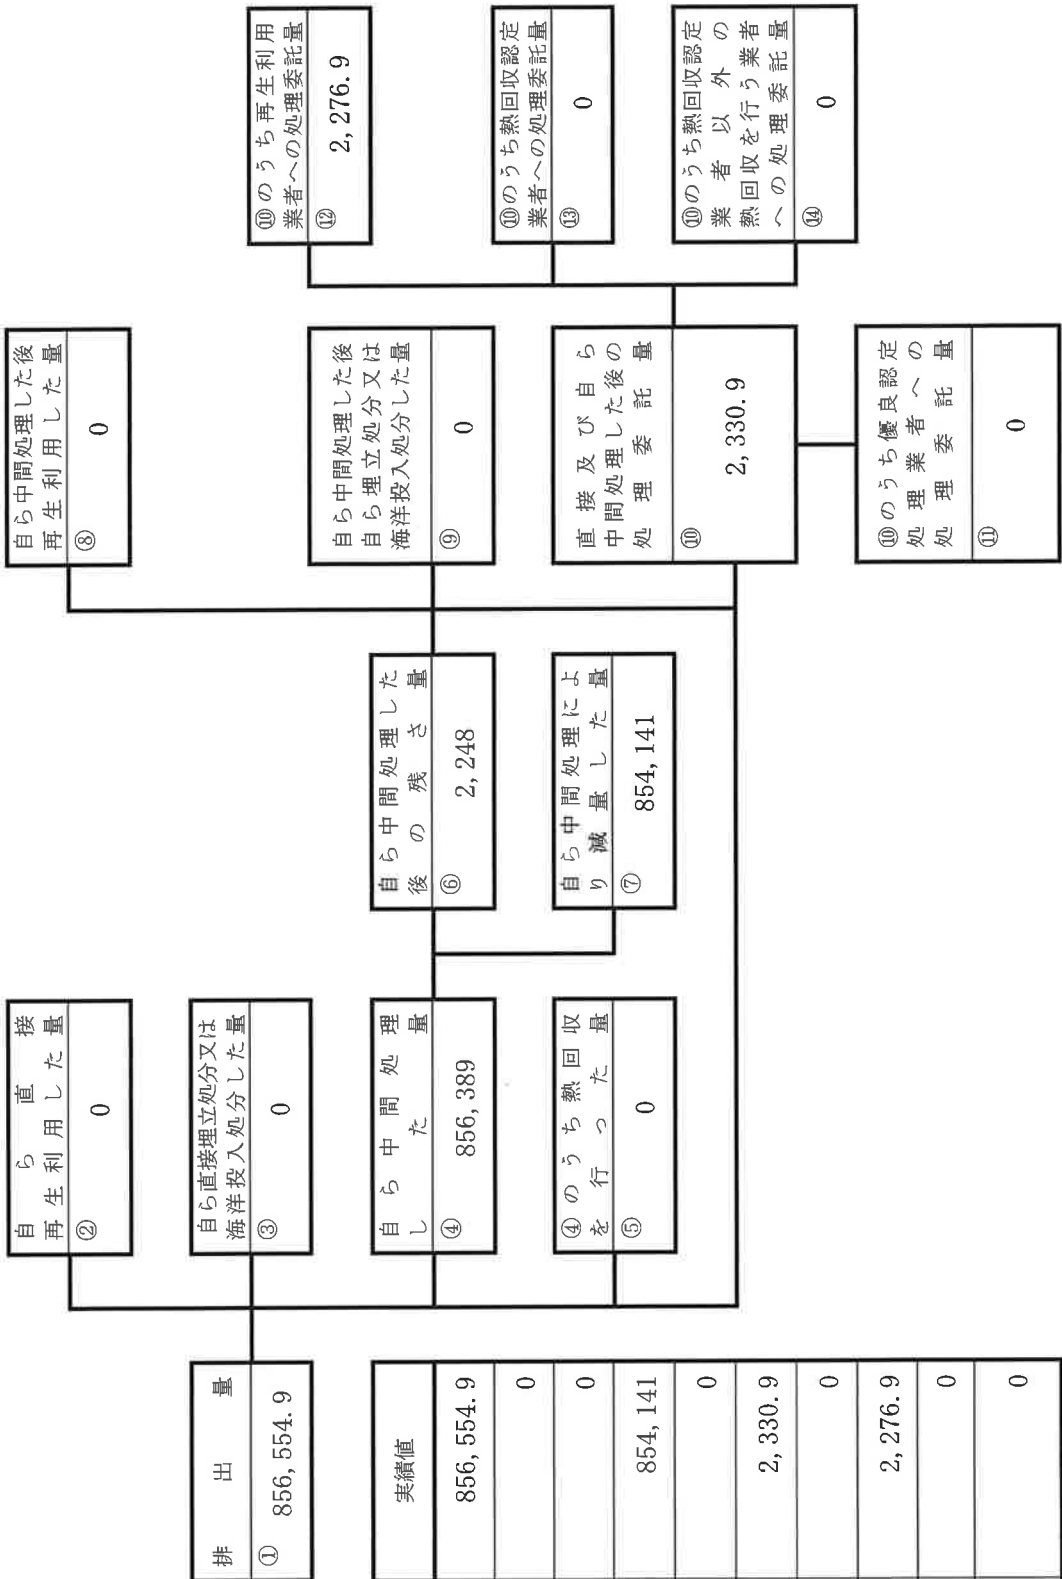 排出量
① 856,554.9
実績値
856,554.9
0
0
854,141
0
2,330.9
0
2,276.9
0
0
自ら直接
再生利用した量
②
0
自ら直接埋立処分又は
海洋投入処分した量
③
0
自ら中間処理
した量
④
856,389
④のうち熱回収
を行った量
⑤
0
自ら中間処理した
後の残さ量
⑥
2,248
自ら中間処理によ
り減量した量
⑦
854,141
自ら中間処理した後
再生利用した量
⑧
0
自ら中間処理した後
自ら埋立処分又は
海洋投入処分した量
⑨
0
直接及び自ら
中間処理した後の
処理委託量
⑩
2,330.9
⑩のうち優良認定
処理業者への
処理委託量
⑪
0
⑩のうち再生利用
業者への処理委託量
⑫
2,276.9
⑩のうち熱回収認定
業者への処理委託量
⑬
0
⑩のうち熱回収認定
業者以外の
熱回収を行う業者
への処理委託量
⑭
0